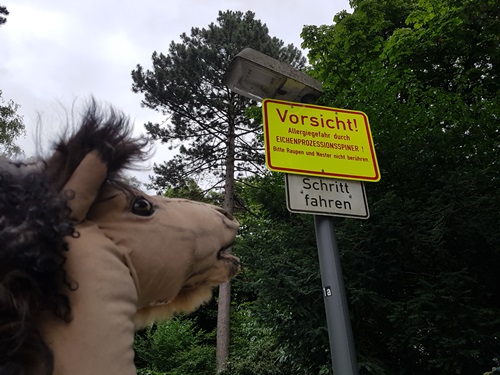 Vorsicht!
Allergiegefahr durch
EICHENPROZESSIONSSPINER !
Bitte Raupen und Nester nicht berühren
Schritt
fahren